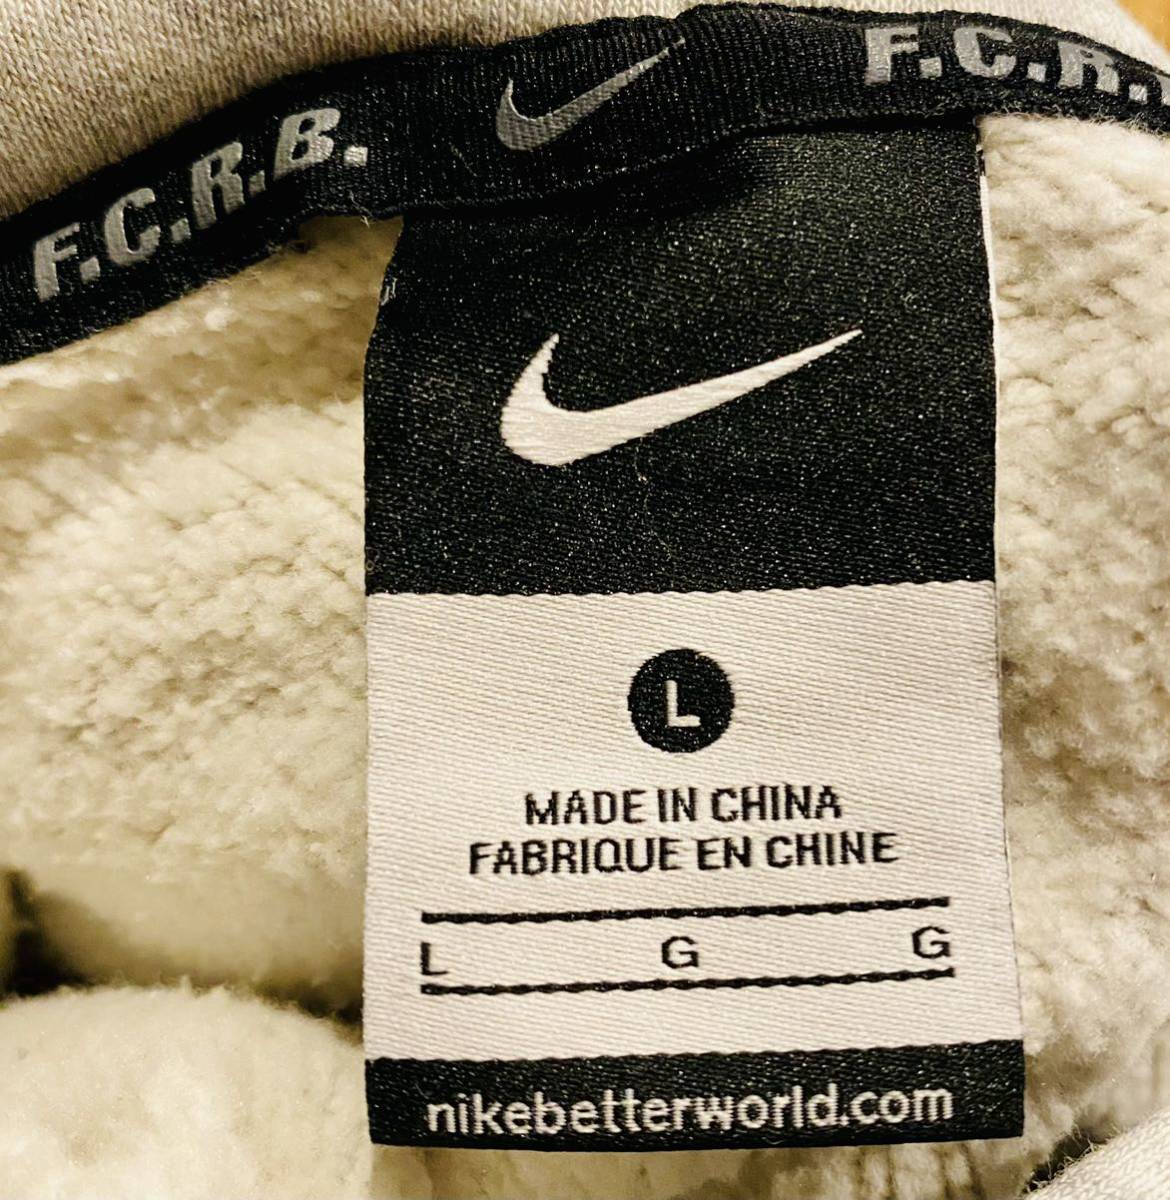 F.C.R.B.
F.C.R.
L
MADE IN CHINA
FABRIQUE EN CHINE
L G G
nikebetterworld.com